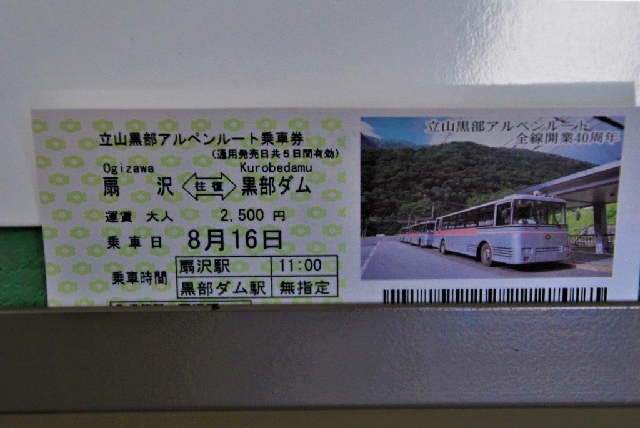 立山黒部アルペンルート乗車券
(通用発売日共5日間有効)
Ogizawa Kurobedamu
扇 沢 往復 黒部ダム
運賃 大人 2,500 円
乗車日 8月16日
乗車時間 扇沢駅 11:00
黒部ダム駅 無指定
立山黒部アルペンルート
全線開業40周年